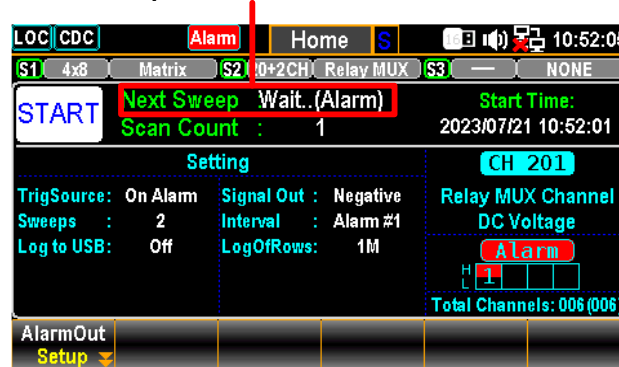 LOC CDC Alarm Home S 16 10:52:0
S1 4x8 Matrix S2 20+2CH Relay MUX S3 — NONE
START
Next Sweep : Wait..(Alarm)
Scan Count : 1
Start Time:
2023/07/21 10:52:01
Setting
TrigSource: On Alarm Signal Out : Negative
Sweeps : 2 Interval : Alarm #1
Log to USB: Off LogOfRows: 1M
CH 201
Relay MUX Channel
DC Voltage
Alarm
H
L 1
Total Channels: 006(006
AlarmOut
Setup